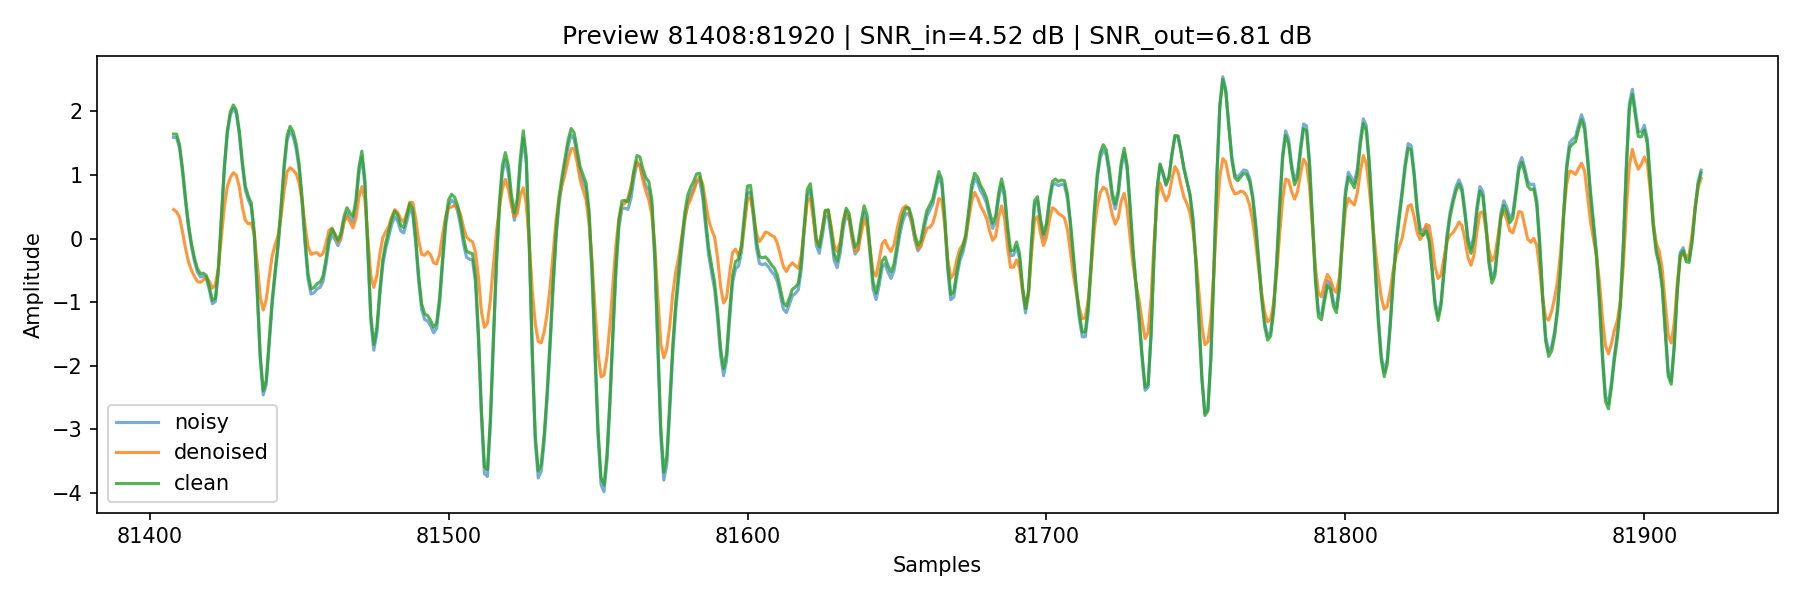 Preview 81408:81920 | SNR_in=4.52 dB | SNR_out=6.81 dB
Amplitude
2
1
0
−1
−2
−3
−4
noisy
denoised
clean
81400 81500 81600 81700 81800 81900
Samples